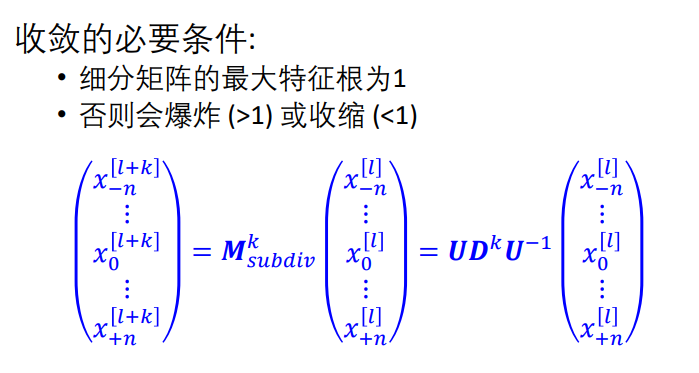 收敛的必要条件:
• 细分矩阵的最大特征根为1
• 否则会爆炸 (>1) 或收缩 (<1)
$\begin{pmatrix} x_{-n}^{[l+k]} \\ \vdots \\ x_{0}^{[l+k]} \\ \vdots \\ x_{+n}^{[l+k]} \end{pmatrix} = \boldsymbol{M}_{subdiv}^{k} \begin{pmatrix} x_{-n}^{[l]} \\ \vdots \\ x_{0}^{[l]} \\ \vdots \\ x_{+n}^{[l]} \end{pmatrix} = \boldsymbol{U}\boldsymbol{D}^{k}\boldsymbol{U}^{-1} \begin{pmatrix} x_{-n}^{[l]} \\ \vdots \\ x_{0}^{[l]} \\ \vdots \\ x_{+n}^{[l]} \end{pmatrix}$